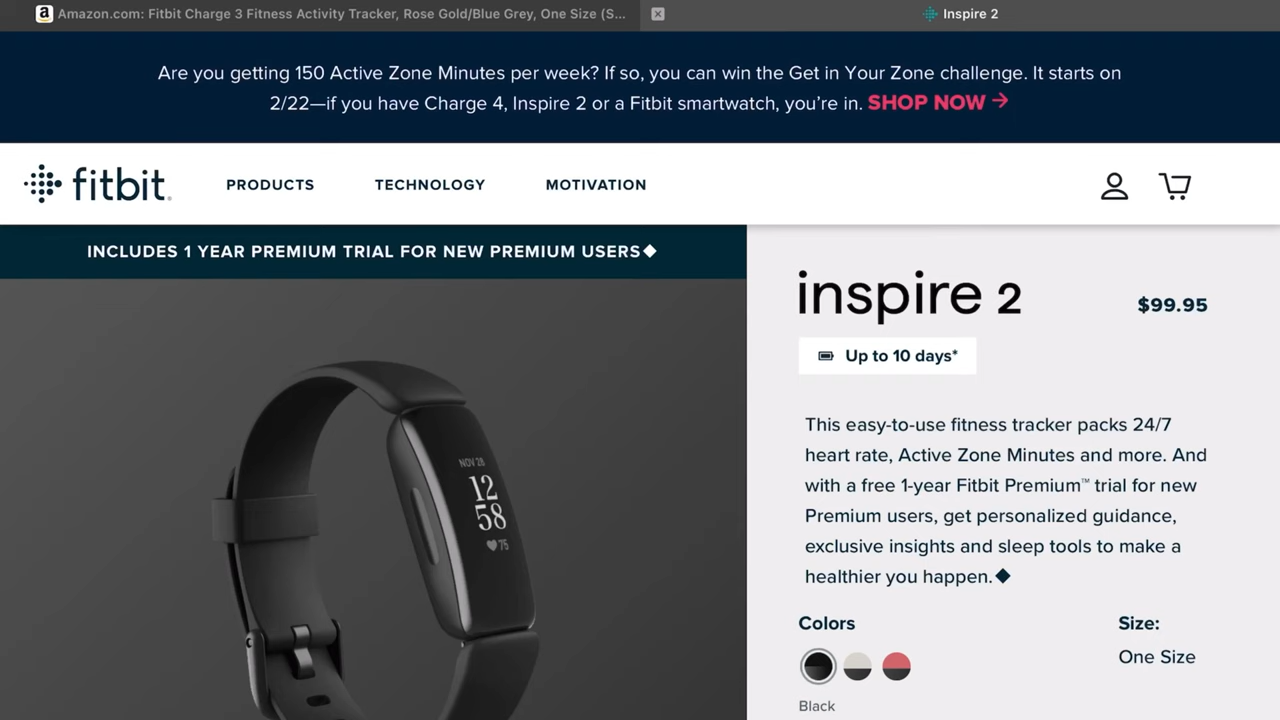 Amazon.com: Fitbit Charge 3 Fitness Activity Tracker, Rose Gold/Blue Grey, One Size (S...
Inspire 2
Are you getting 150 Active Zone Minutes per week? If so, you can win the Get in Your Zone challenge. It starts on
2/22—if you have Charge 4, Inspire 2 or a Fitbit smartwatch, you're in. SHOP NOW →
fitbit.
PRODUCTS
TECHNOLOGY
MOTIVATION
INCLUDES 1 YEAR PREMIUM TRIAL FOR NEW PREMIUM USERS◆
inspire 2
$99.95
Up to 10 days*
This easy-to-use fitness tracker packs 24/7
heart rate, Active Zone Minutes and more. And
with a free 1-year Fitbit Premium™ trial for new
Premium users, get personalized guidance,
exclusive insights and sleep tools to make a
healthier you happen.◆
Colors
Size:
One Size
Black
NOV 28
12
58
75